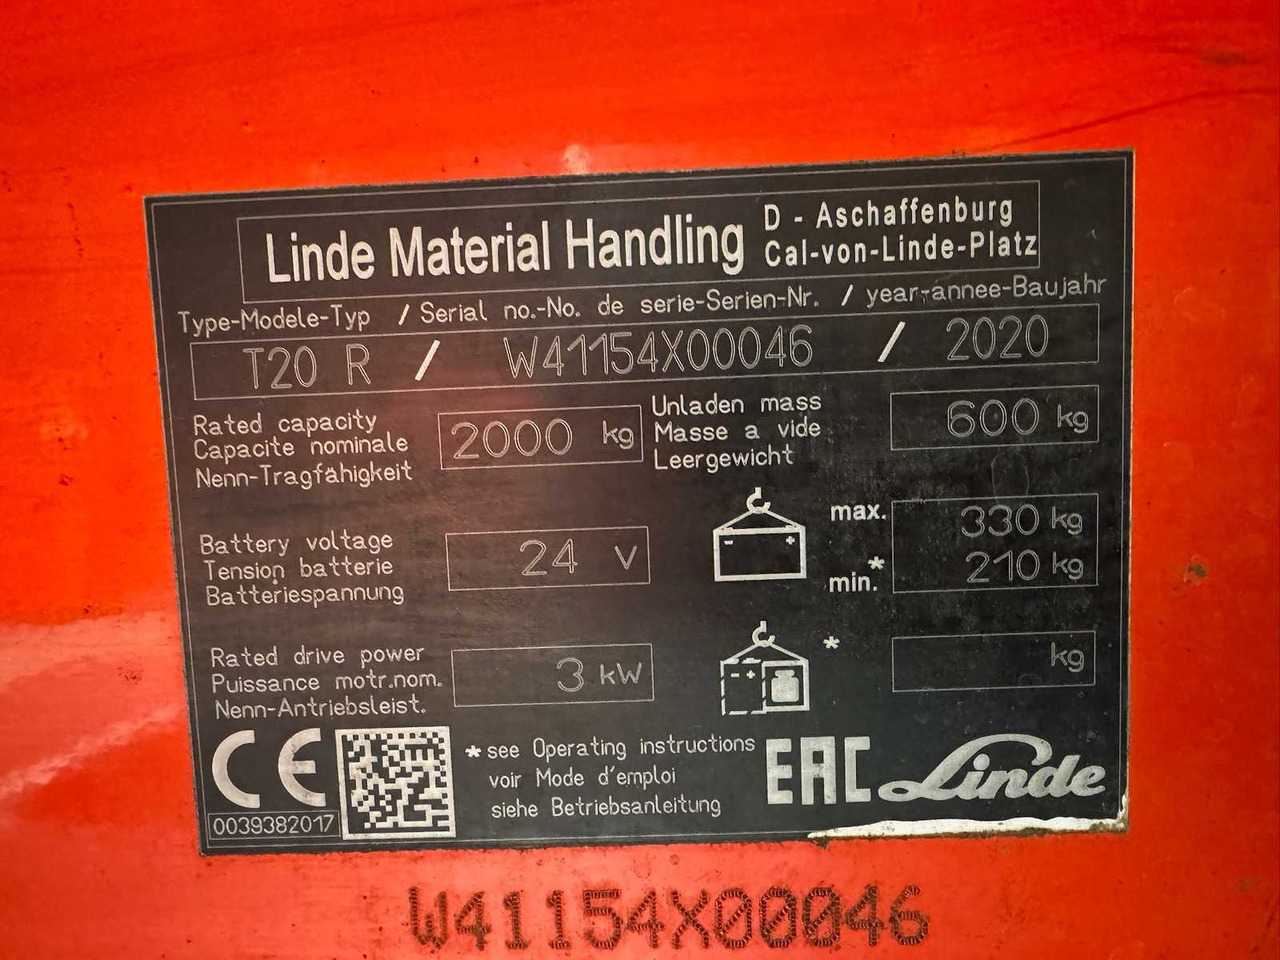 Linde Material Handling
D - Aschaffenburg
Cal-von-Linde-Platz
Type-Modele-Typ / Serial no.-No. de serie-Serien-Nr. / year-annee-Baujahr
T20 R / W41154X00046 / 2020
Rated capacity
Capacite nominale
Nenn-Tragfähigkeit
2000 kg
Unladen mass
Masse a vide
Leergewicht
600 kg
Battery voltage
Tension batterie
Batteriespannung
24 V
- +
max. 330 kg
min.* 210 kg
Rated drive power
Puissance motr.nom.
Nenn-Antriebsleist.
3 kW
- +
* kg
CE
0039382017
* see Operating instructions
voir Mode d'emploi
siehe Betriebsanleitung
EAC
Linde
W41154X00046